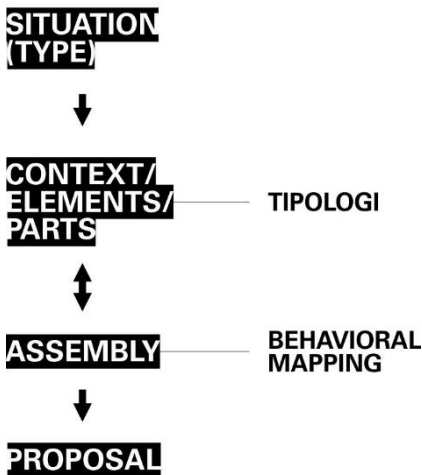 SITUATION
(TYPE)
CONTEXT/
ELEMENTS/
PARTS
TIPOLOGI
ASSEMBLY
BEHAVIORAL
MAPPING
PROPOSAL